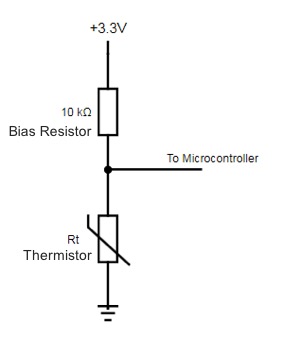 +3.3V
10 kΩ
Bias Resistor
To Microcontroller
Rt
Thermistor